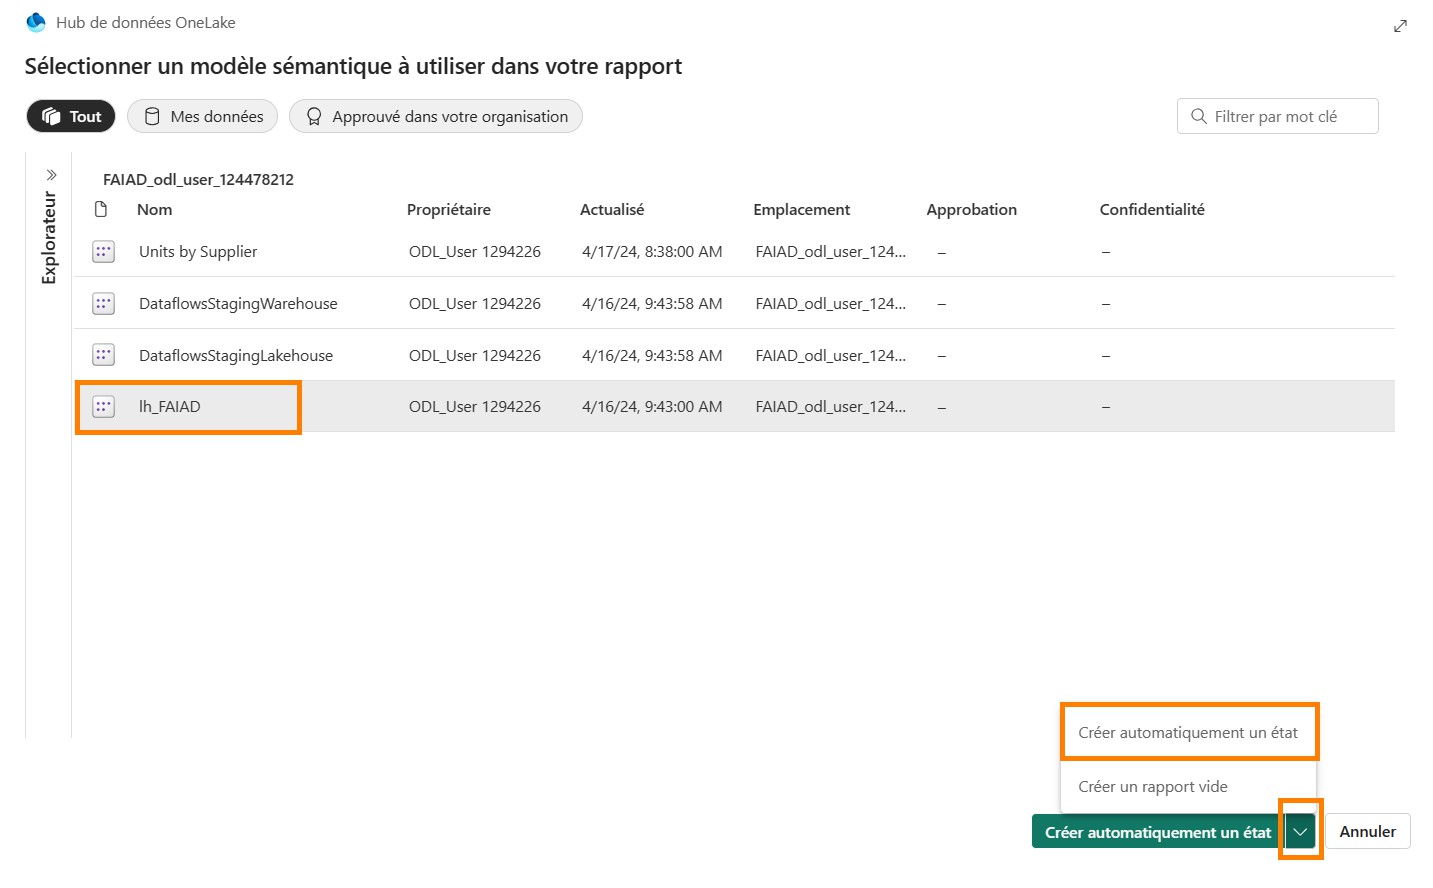 Hub de données OneLake
Sélectionner un modèle sémantique à utiliser dans votre rapport
Tout Mes données Approuvé dans votre organisation Filtrer par mot clé
Explorateur
FAIAD_odl_user_124478212
Nom Propriétaire Actualisé Emplacement Approbation Confidentialité
Units by Supplier ODL_User 1294226 4/17/24, 8:38:00 AM FAIAD_odl_user_124... – –
DataflowsStagingWarehouse ODL_User 1294226 4/16/24, 9:43:58 AM FAIAD_odl_user_124... – –
DataflowsStagingLakehouse ODL_User 1294226 4/16/24, 9:43:58 AM FAIAD_odl_user_124... – –
lh_FAIAD ODL_User 1294226 4/16/24, 9:43:00 AM FAIAD_odl_user_124... – –
Créer automatiquement un état
Créer un rapport vide
Créer automatiquement un état Annuler